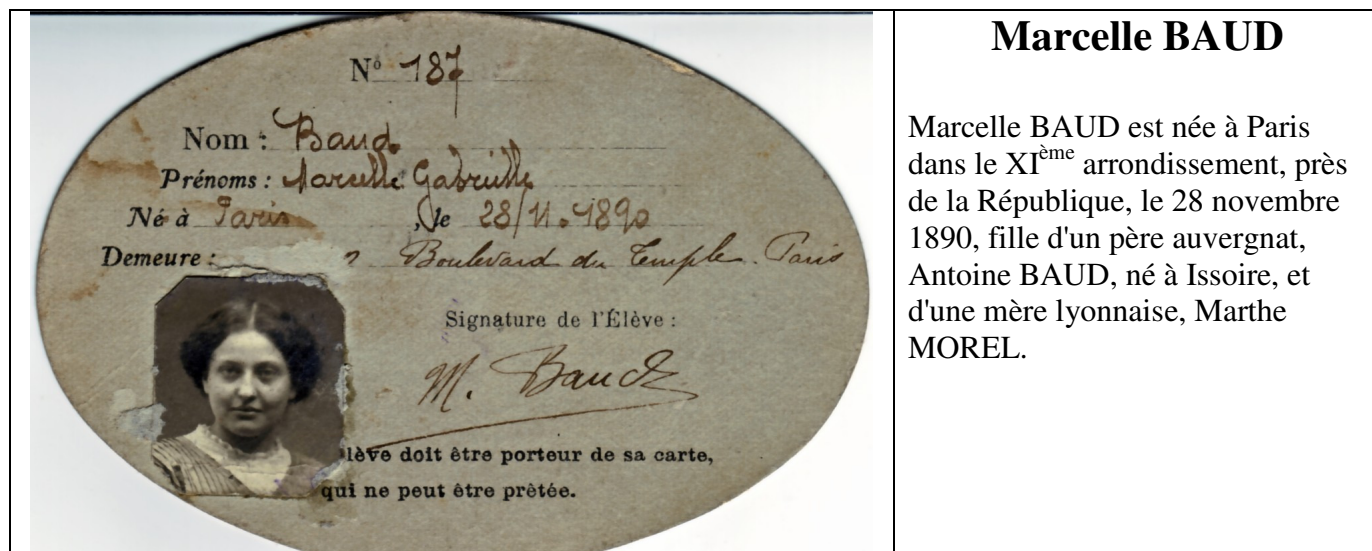 N° 187
Nom : Baud
Prénoms : Marcelle Gabrielle
Né à Paris, le 28/11.1890
Demeure : Boulevard du Temple. Paris
Signature de l'Élève :
M. Baud
lève doit être porteur de sa carte,
qui ne peut être prêtée.
Marcelle BAUD
Marcelle BAUD est née à Paris
dans le XIème arrondissement, près
de la République, le 28 novembre
1890, fille d'un père auvergnat,
Antoine BAUD, né à Issoire, et
d'une mère lyonnaise, Marthe
MOREL.